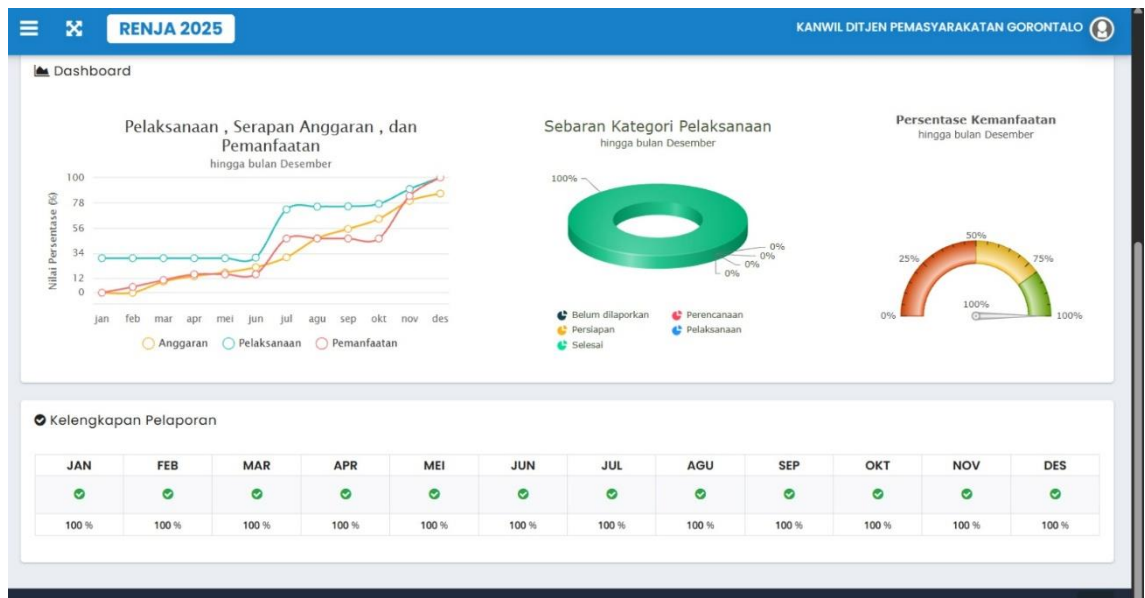 RENJA 2025
KANWIL DITJEN PEMASYARAKATAN GORONTALO
Dashboard
Pelaksanaan , Serapan Anggaran , dan
Pemanfaatan
hingga bulan Desember
Nilai Persentase (%)
100
78
56
34
12
0
jan feb mar apr mei jun jul agu sep okt nov des
Anggaran Pelaksanaan Pemanfaatan
Sebaran Kategori Pelaksanaan
hingga bulan Desember
100%
0%
0%
0%
0%
Belum dilaporkan Perencanaan
Persiapan Pelaksanaan
Selesai
Persentase Kemanfaatan
hingga bulan Desember
50%
25% 75%
100%
0% 100%
Kelengkapan Pelaporan
JAN FEB MAR APR MEI JUN JUL AGU SEP OKT NOV DES
100 % 100 % 100 % 100 % 100 % 100 % 100 % 100 % 100 % 100 % 100 % 100 %